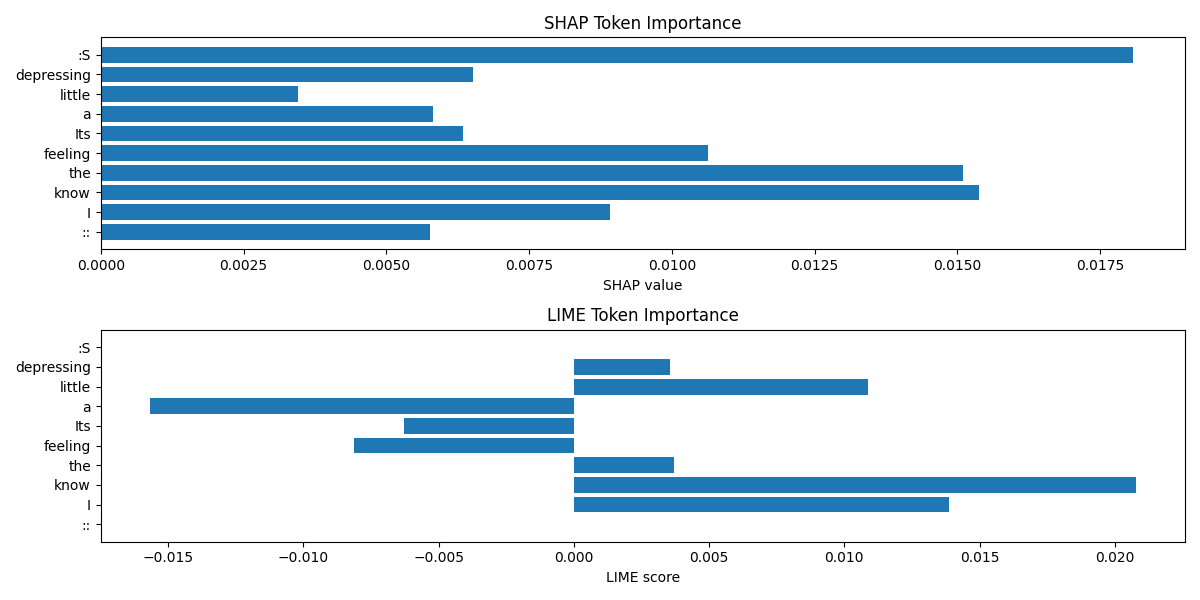 SHAP Token Importance
:S
depressing
little
a
Its
feeling
the
know
I
::
0.0000 0.0025 0.0050 0.0075 0.0100 0.0125 0.0150 0.0175
SHAP value
LIME Token Importance
:S
depressing
little
a
Its
feeling
the
know
I
::
−0.015 −0.010 −0.005 0.000 0.005 0.010 0.015 0.020
LIME score